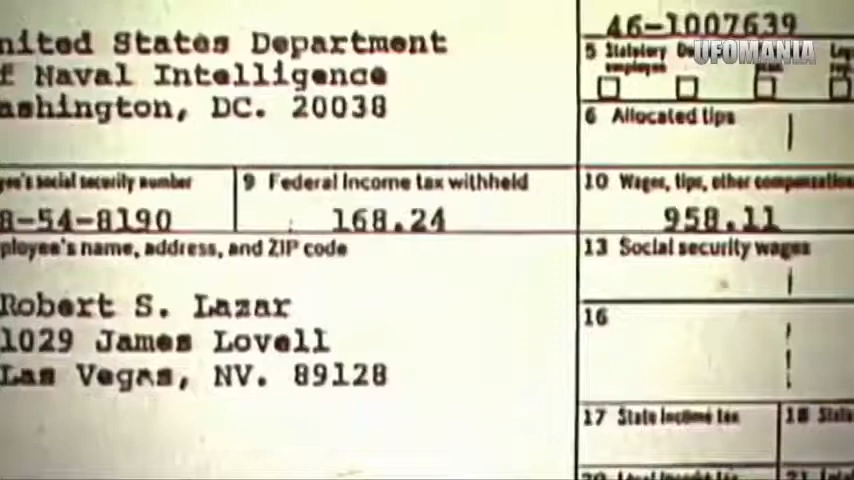 46-1007639
UFOMANIA
nited States Department
f Naval Intelligence
ashington, DC. 20038
5 Statutory
employee
6 Allocated tips
yee's social security number
9 Federal income tax withheld
10 Wages, tips, other compensation
8-54-8190
168.24
958.11
ployee's name, address, and ZIP code
13 Social security wages
Robert S. Lazar
1029 James Lovell
Las Vegas, NV. 89128
16
17 State income tax
18 State